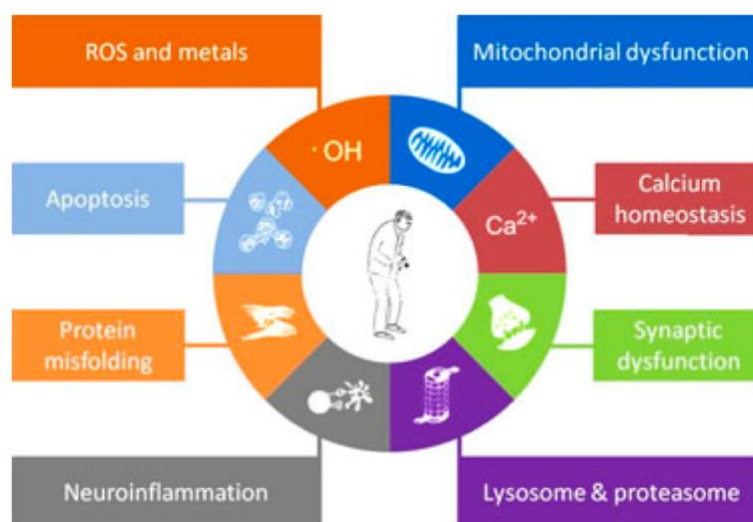 ROS and metals
Mitochondrial dysfunction
· OH
Apoptosis
Calcium
homeostasis
Ca²⁺
Protein
misfolding
Synaptic
dysfunction
Neuroinflammation
Lysosome & proteasome